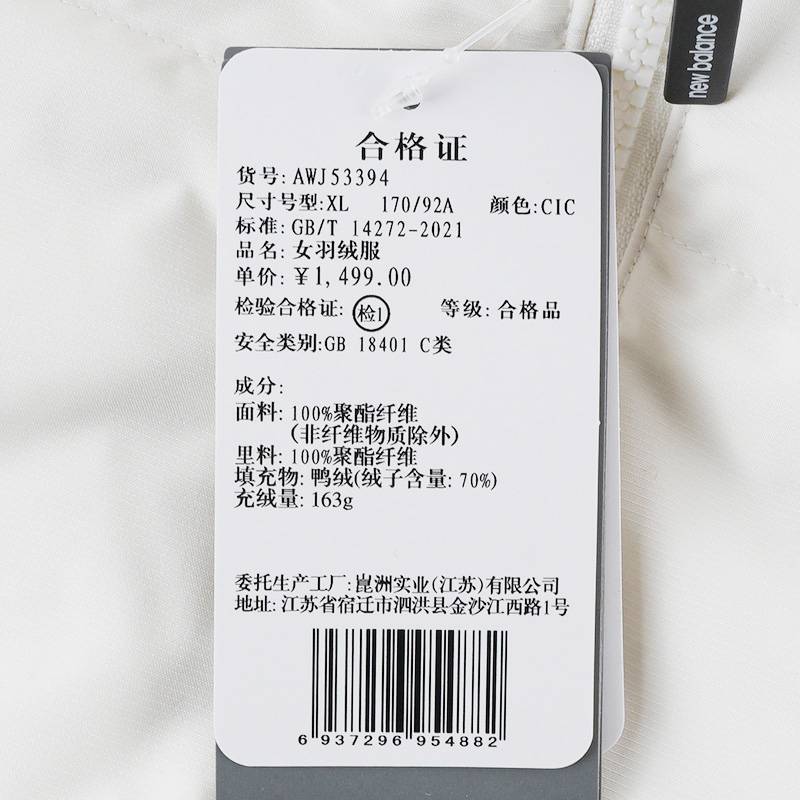 new balance
合格证
货号: AWJ53394
尺寸号型:XL 170/92A 颜色:CIC
标准: GB/T 14272-2021
品名: 女羽绒服
单价: ￥1,499.00
检验合格证: 检1 等级: 合格品
安全类别:GB 18401 C类
成分:
面料: 100%聚酯纤维
(非纤维物质除外)
里料: 100%聚酯纤维
填充物: 鸭绒(绒子含量: 70%)
充绒量: 163g
委托生产工厂: 崑洲实业(江苏)有限公司
地址: 江苏省宿迁市泗洪县金沙江西路1号
6 937296 954882